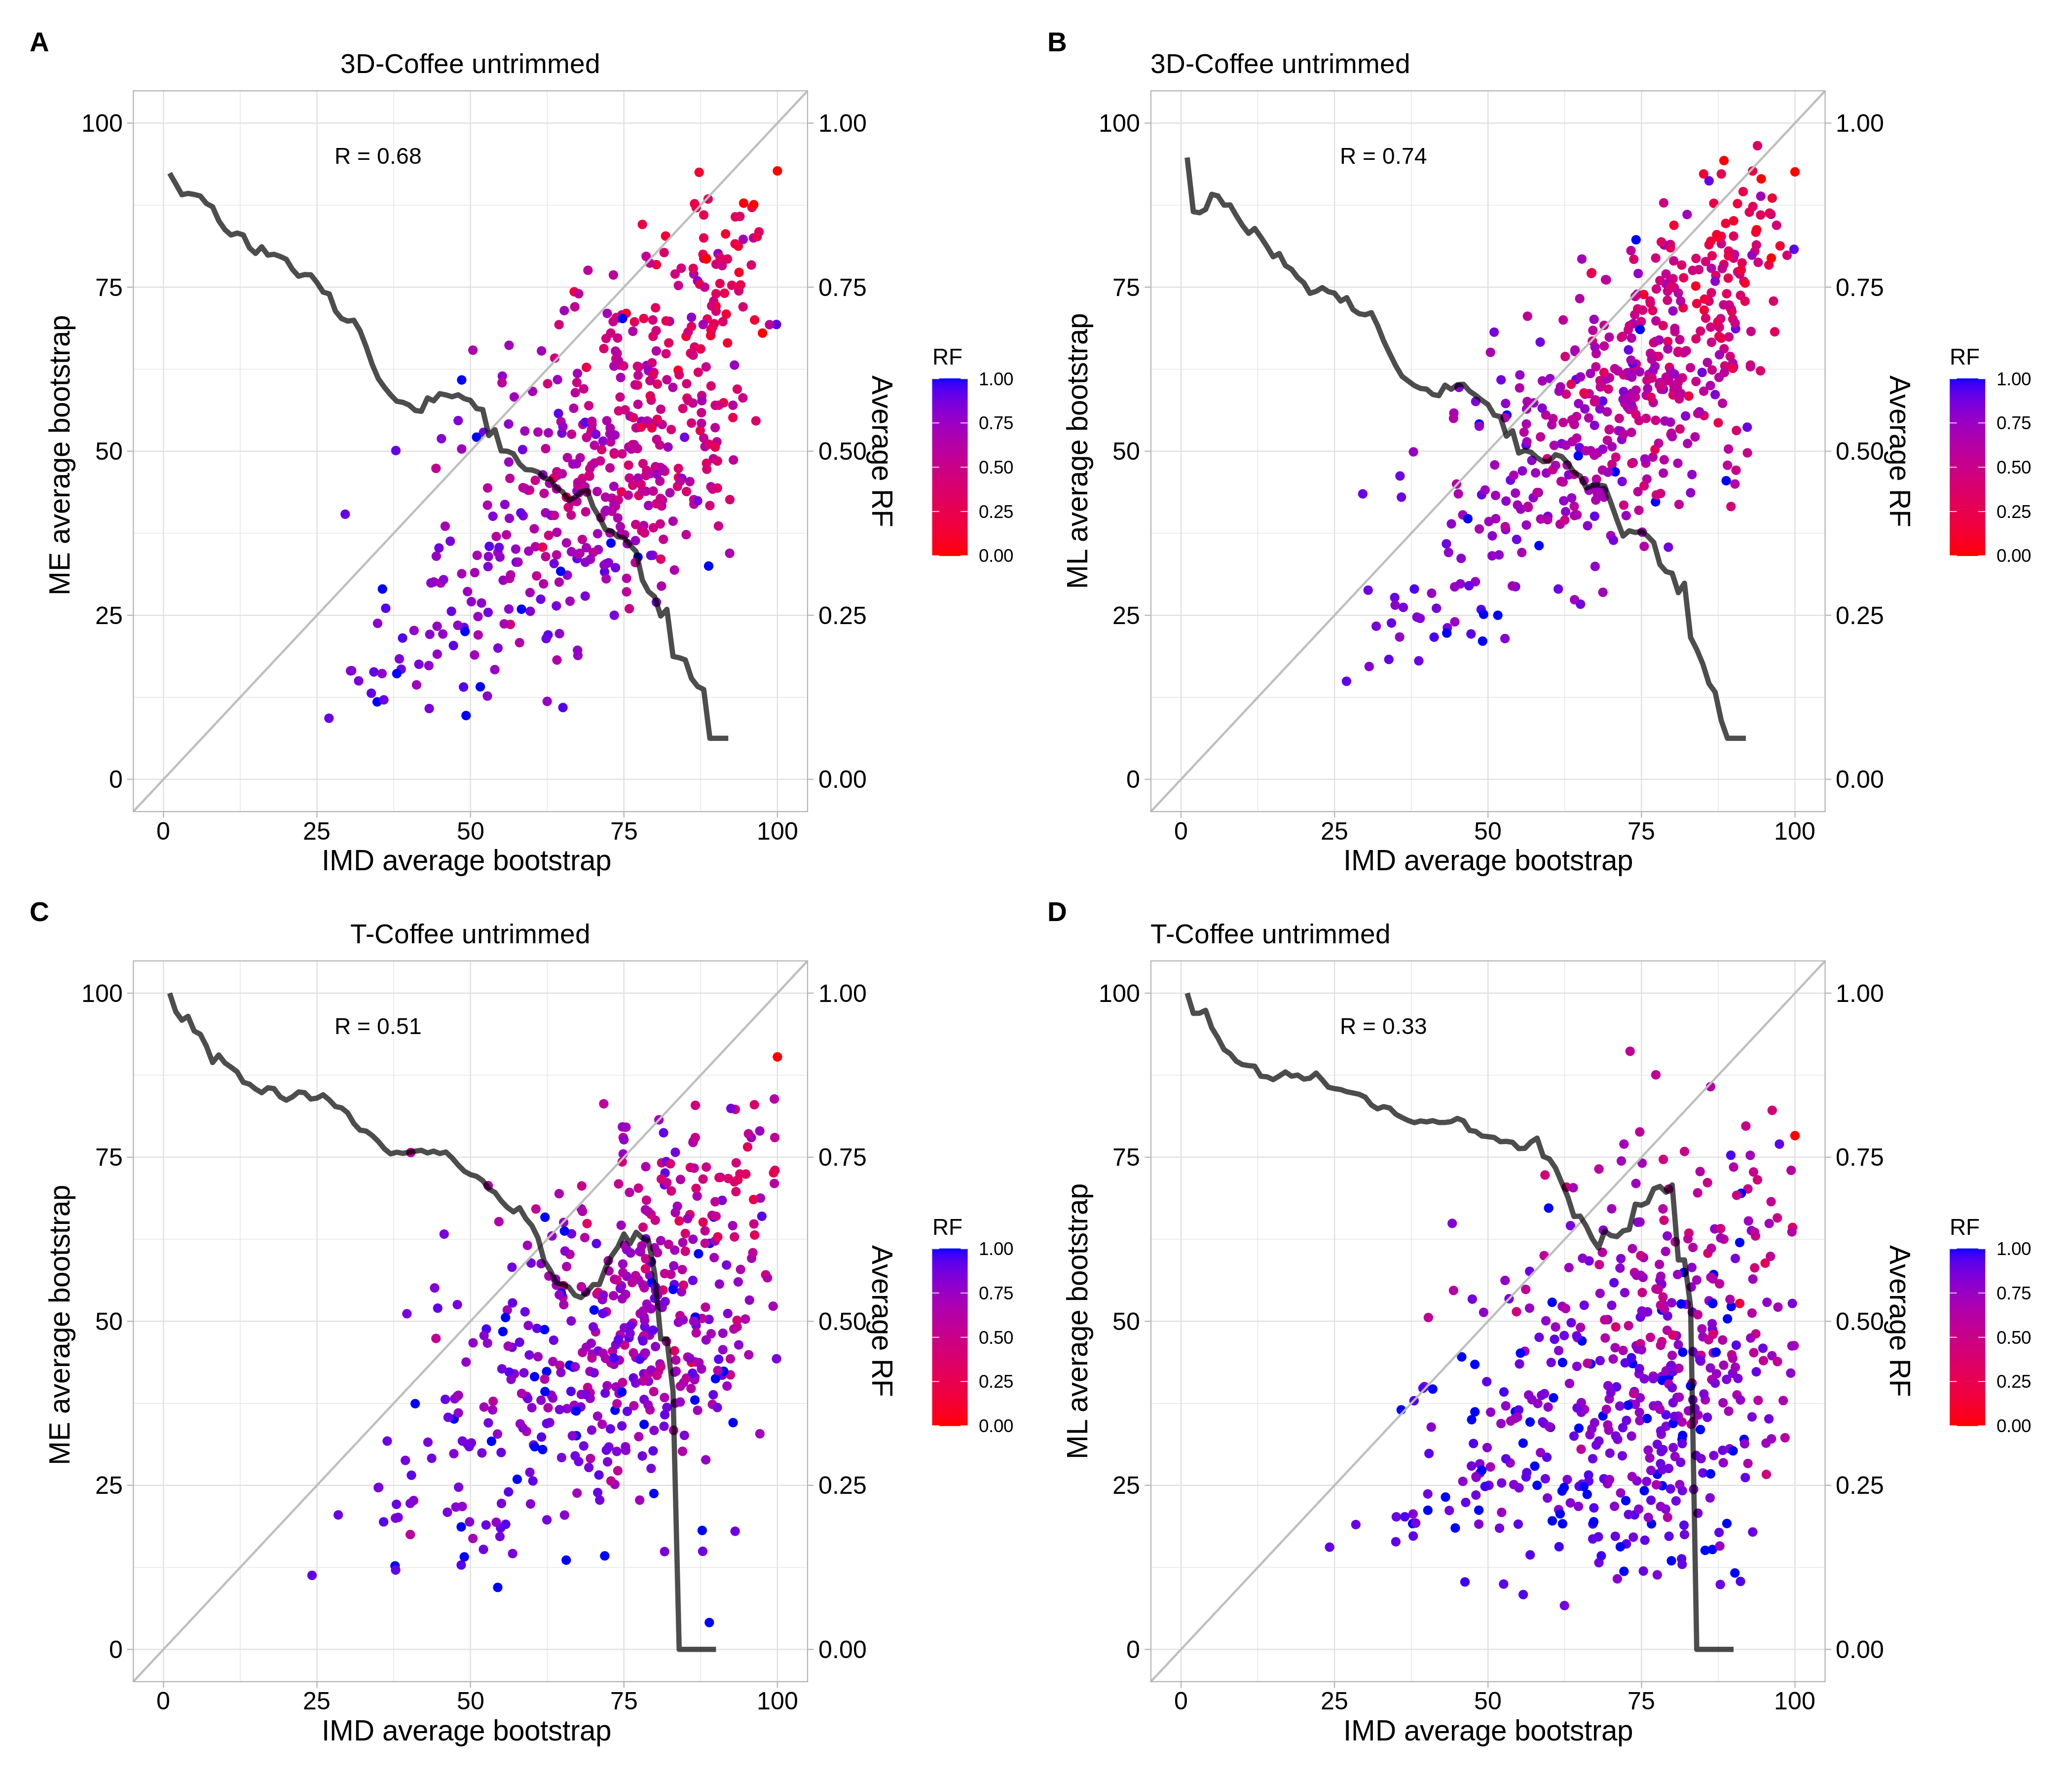 A
3D-Coffee untrimmed
R = 0.68
100
75
50
25
0
ME average bootstrap
0
25
50
75
100
IMD average bootstrap
1.00
0.75
0.50
0.25
0.00
Average RF
RF
1.00
0.75
0.50
0.25
0.00
B
3D-Coffee untrimmed
R = 0.74
100
75
50
25
0
ML average bootstrap
0
25
50
75
100
IMD average bootstrap
1.00
0.75
0.50
0.25
0.00
Average RF
RF
1.00
0.75
0.50
0.25
0.00
C
T-Coffee untrimmed
R = 0.51
100
75
50
25
0
ME average bootstrap
0
25
50
75
100
IMD average bootstrap
1.00
0.75
0.50
0.25
0.00
Average RF
RF
1.00
0.75
0.50
0.25
0.00
D
T-Coffee untrimmed
R = 0.33
100
75
50
25
0
ML average bootstrap
0
25
50
75
100
IMD average bootstrap
1.00
0.75
0.50
0.25
0.00
Average RF
RF
1.00
0.75
0.50
0.25
0.00